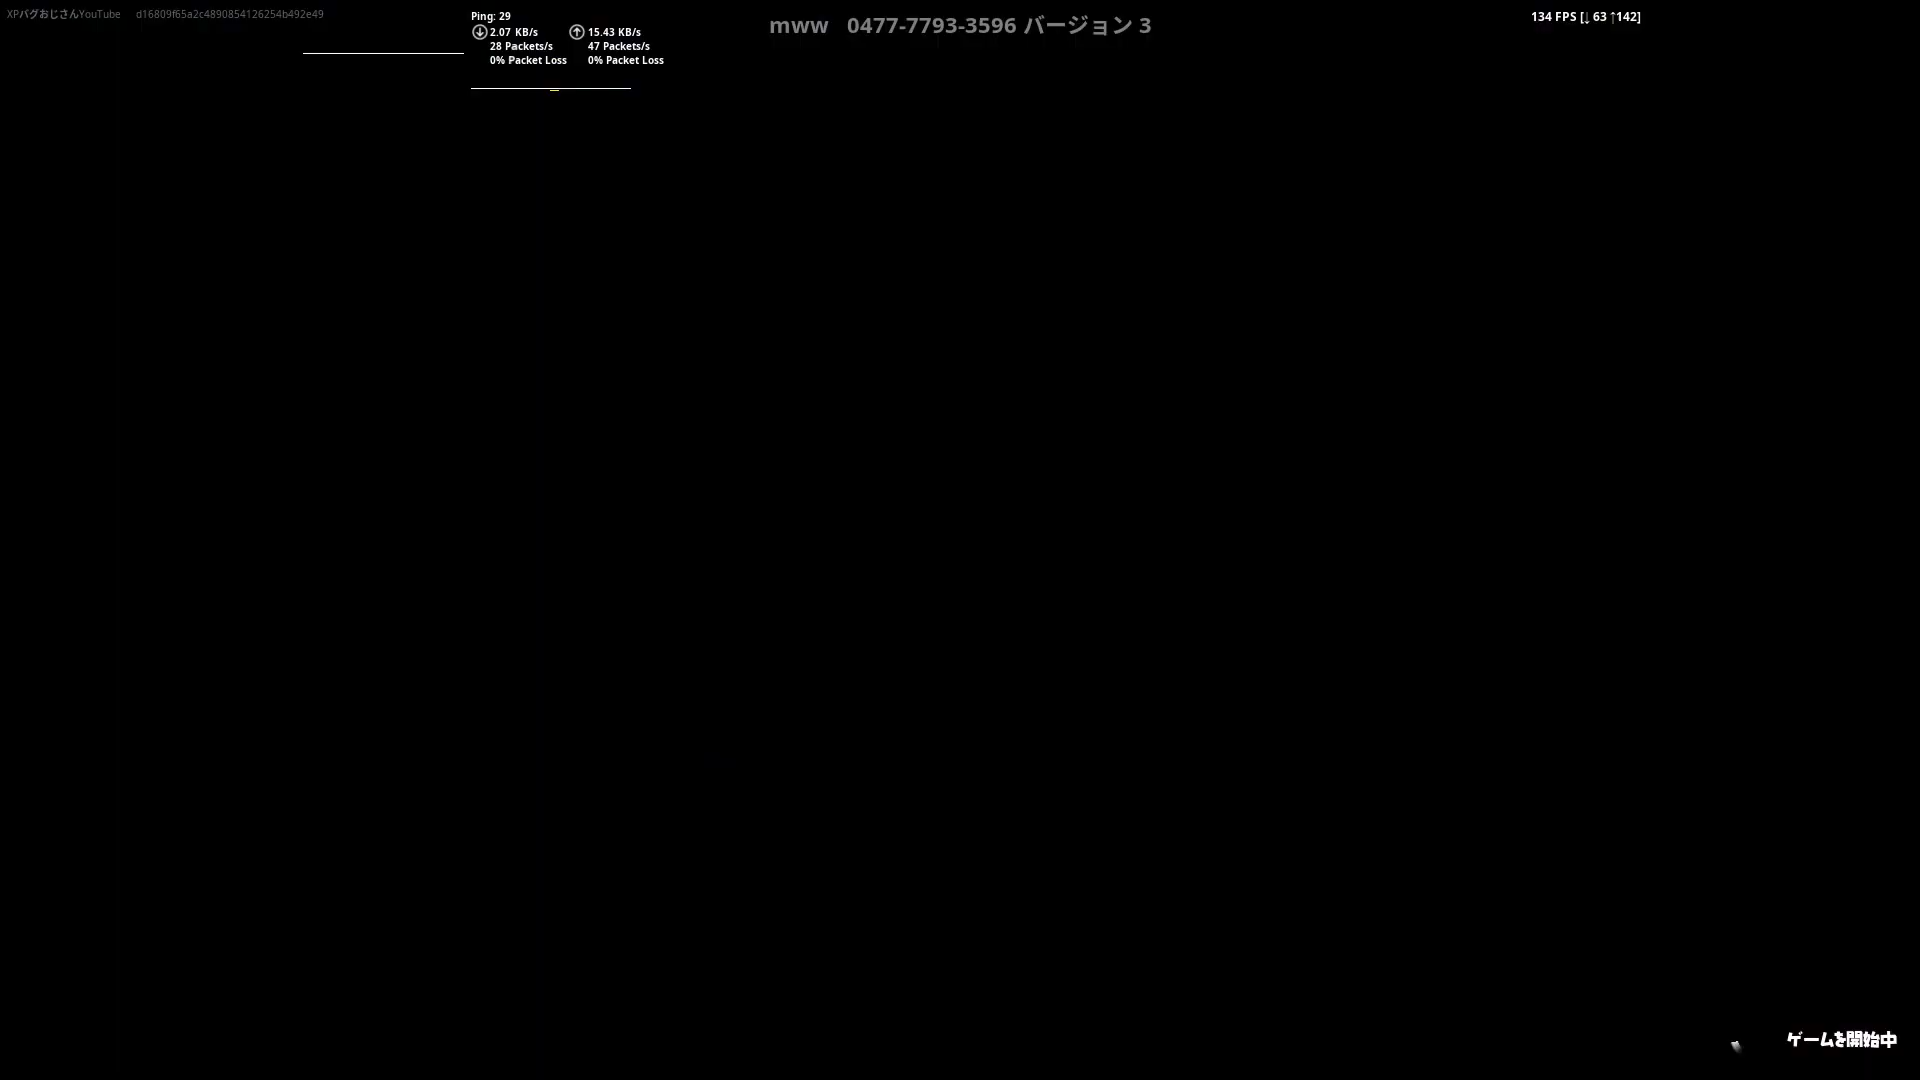 XPバグおじさんYouTube d16809f65a2c4890854126254b492e49
Ping: 29
2.07 KB/s 15.43 KB/s
28 Packets/s 47 Packets/s
0% Packet Loss 0% Packet Loss
mww 0477-7793-3596 バージョン 3
134 FPS [↓ 63 ↑142]
ゲームを開始中